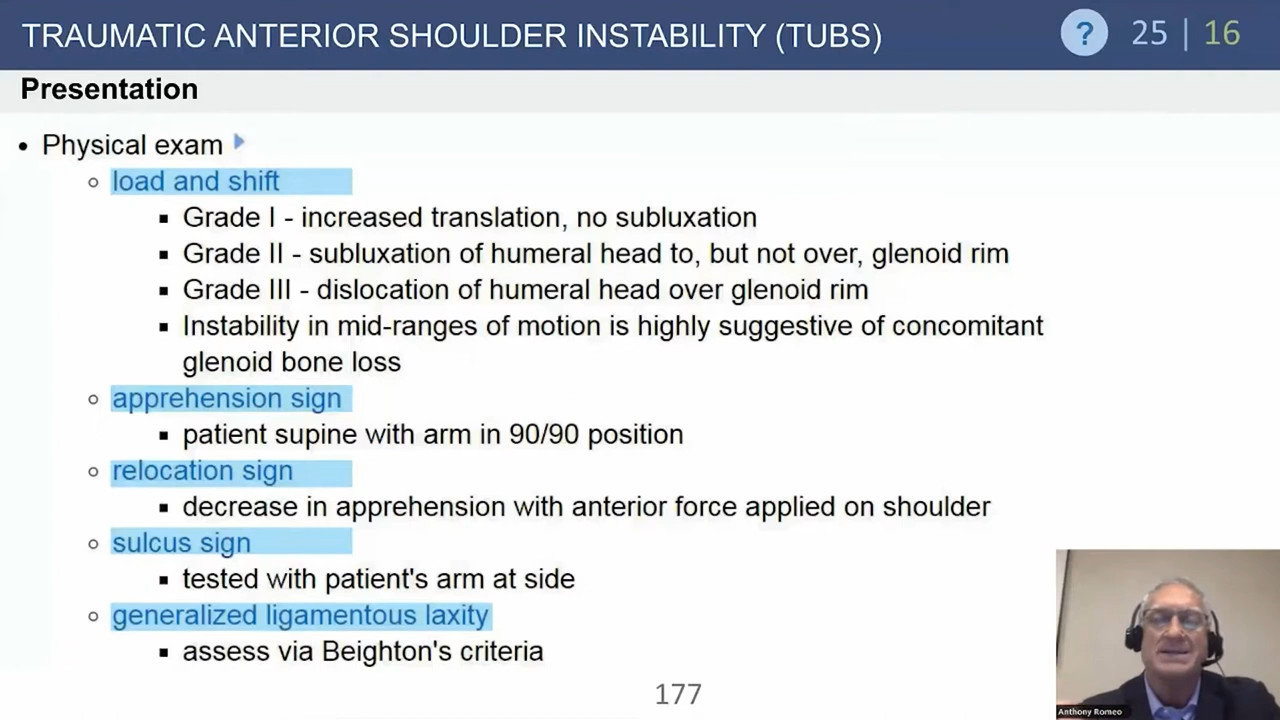 TRAUMATIC ANTERIOR SHOULDER INSTABILITY (TUBS)
? 25 | 16
Presentation
• Physical exam
load and shift
Grade I - increased translation, no subluxation
Grade II - subluxation of humeral head to, but not over, glenoid rim
Grade III - dislocation of humeral head over glenoid rim
Instability in mid-ranges of motion is highly suggestive of concomitant
glenoid bone loss
apprehension sign
patient supine with arm in 90/90 position
relocation sign
decrease in apprehension with anterior force applied on shoulder
sulcus sign
tested with patient's arm at side
generalized ligamentous laxity
assess via Beighton's criteria
177
Anthony Romeo